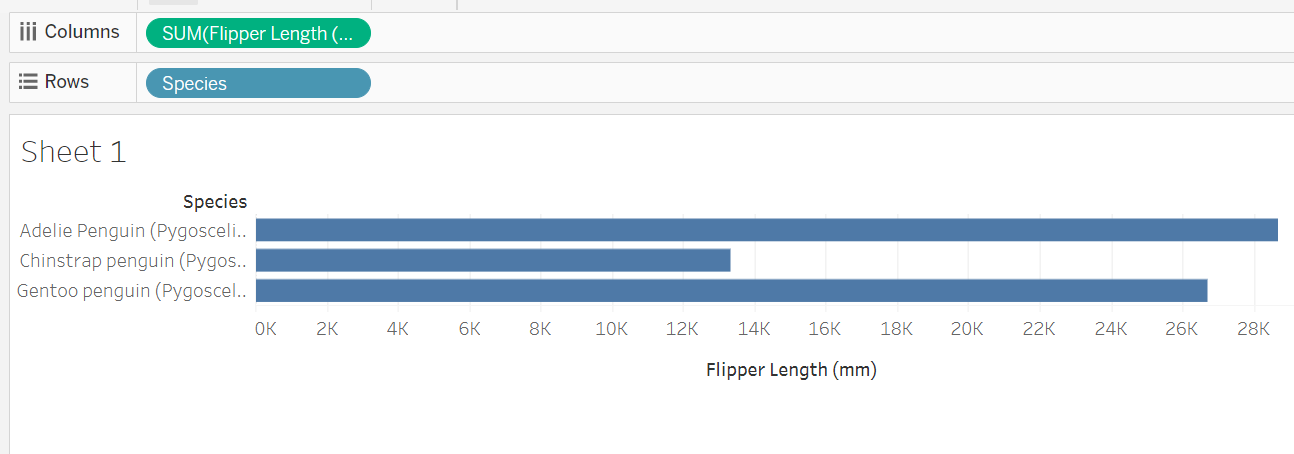 Columns SUM(Flipper Length (...
Rows Species
Sheet 1
Species
Adelie Penguin (Pygosceli..
Chinstrap penguin (Pygos..
Gentoo penguin (Pygoscel..
0K 2K 4K 6K 8K 10K 12K 14K 16K 18K 20K 22K 24K 26K 28K
Flipper Length (mm)